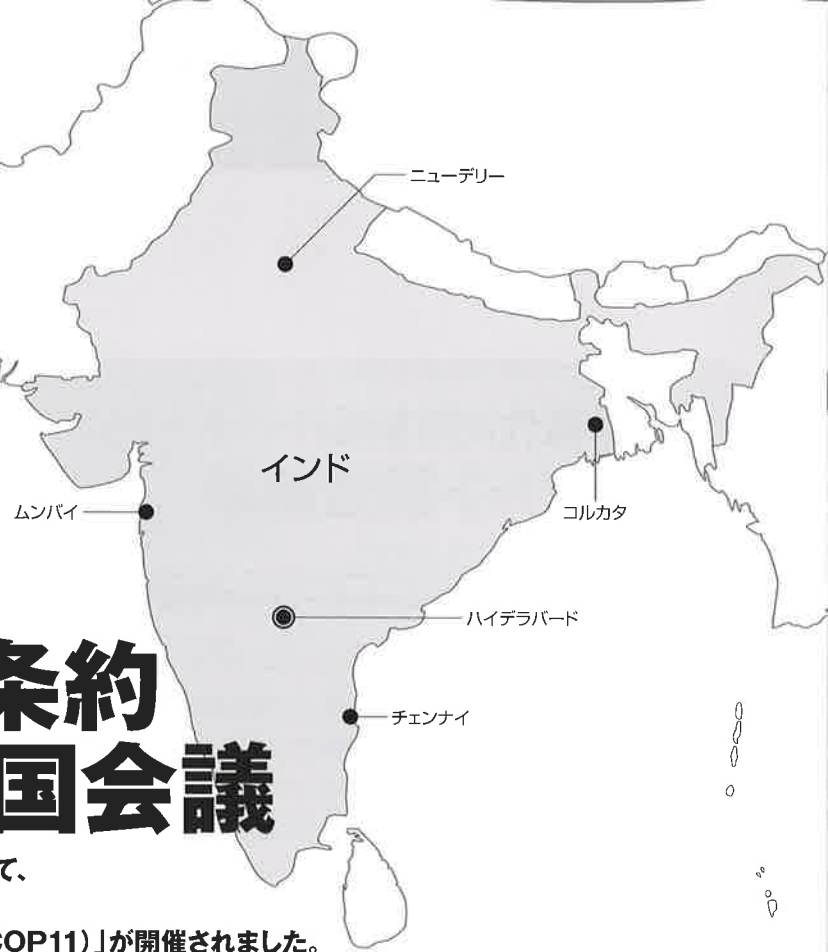 ニューデリー
インド
コルカタ
ムンバイ
ハイデラバード
チェンナイ
条約
国会議
て、
COP11）」が開催されました。